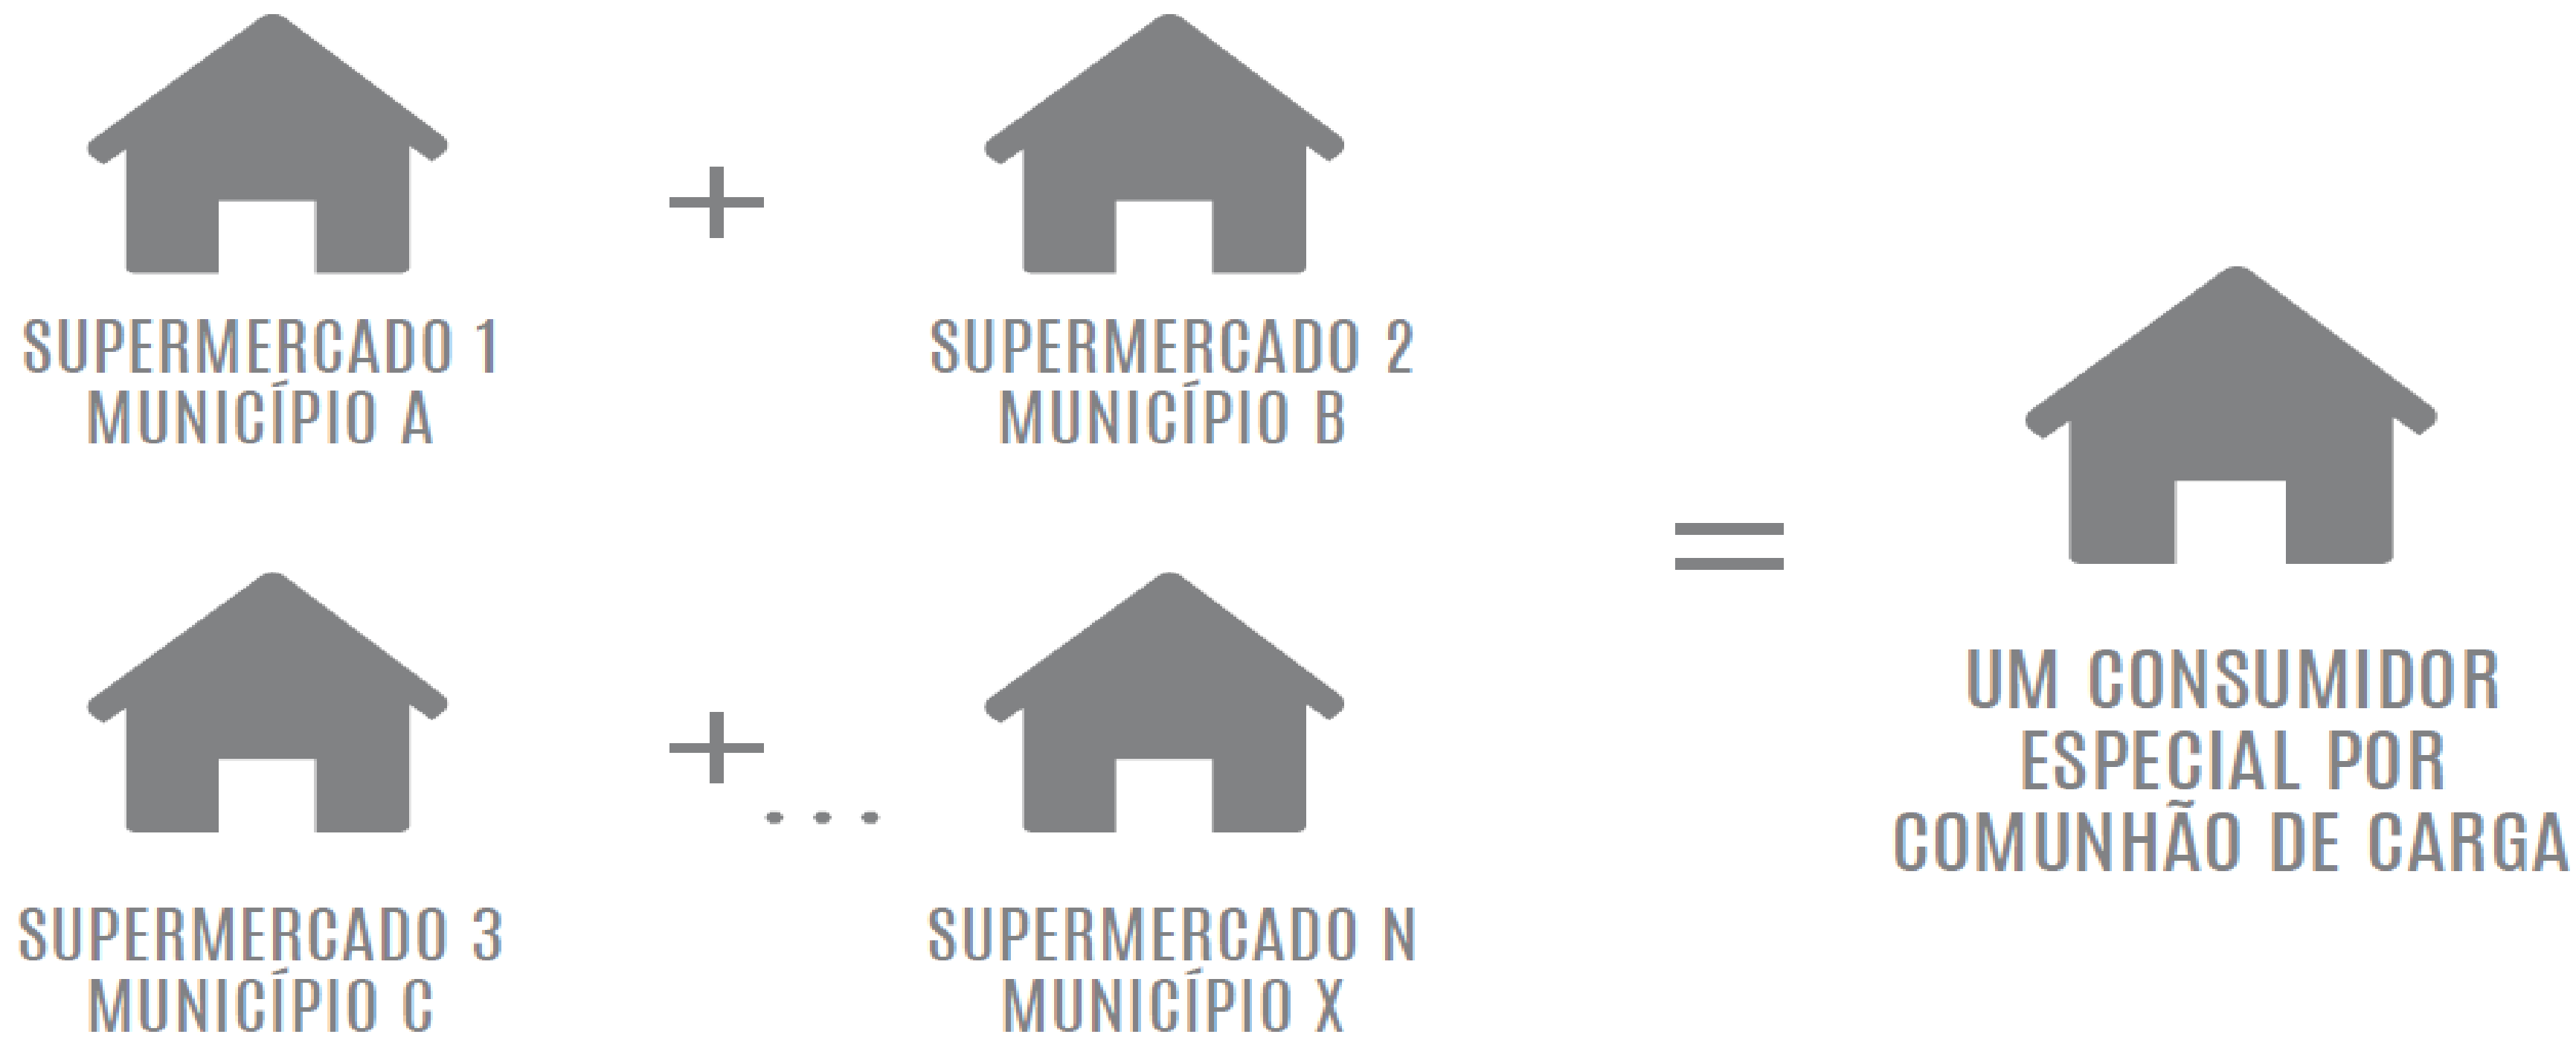 SUPERMERCADO 1
MUNICÍPIO A
+
SUPERMERCADO 2
MUNICÍPIO B
SUPERMERCADO 3
MUNICÍPIO C
+
...
SUPERMERCADO N
MUNICÍPIO X
=
UM CONSUMIDOR
ESPECIAL POR
COMUNHÃO DE CARGA